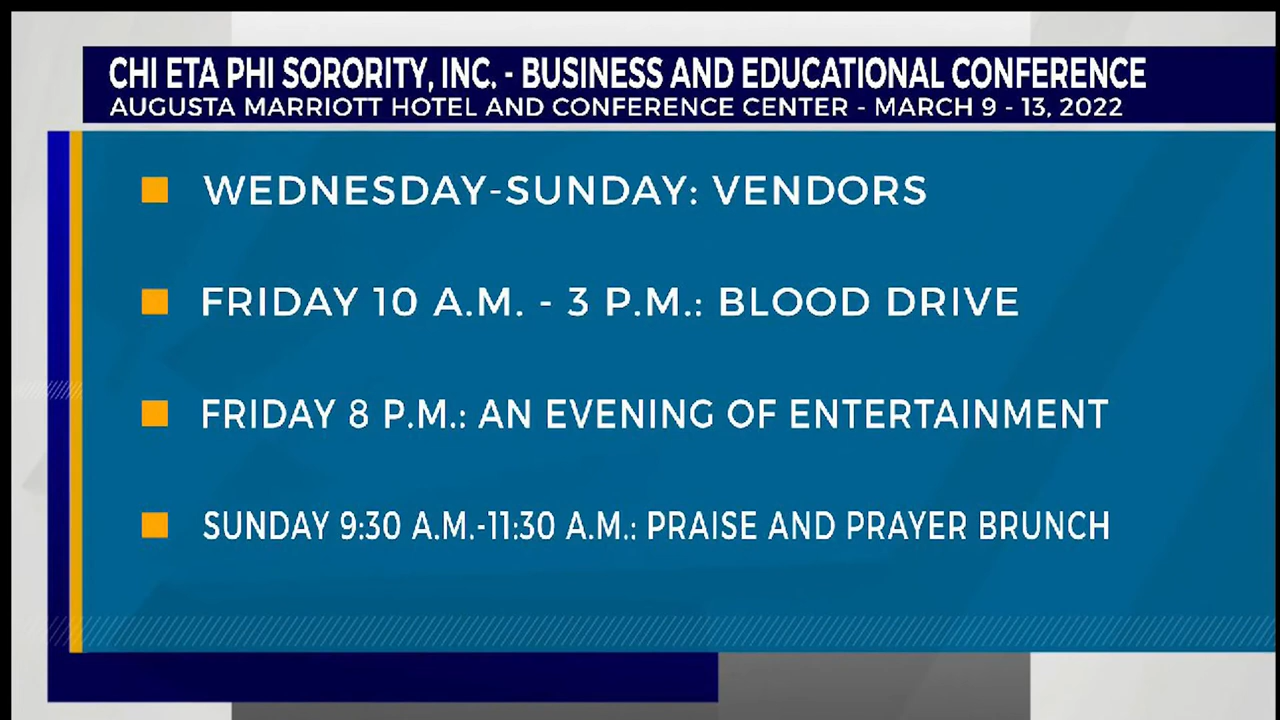 CHI ETA PHI SORORITY, INC. - BUSINESS AND EDUCATIONAL CONFERENCE
AUGUSTA MARRIOTT HOTEL AND CONFERENCE CENTER - MARCH 9 - 13, 2022
WEDNESDAY-SUNDAY: VENDORS
FRIDAY 10 A.M. - 3 P.M.: BLOOD DRIVE
FRIDAY 8 P.M.: AN EVENING OF ENTERTAINMENT
SUNDAY 9:30 A.M.-11:30 A.M.: PRAISE AND PRAYER BRUNCH